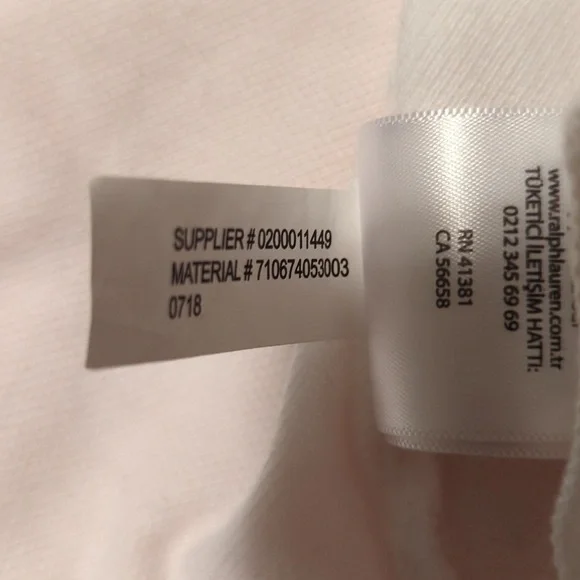 SUPPLIER # 0200011449
MATERIAL # 710674053003
0718
www.ralphlauren.com.tr
TÜKETİCİ İLETİŞİM HATTI:
0212 345 69 69
RN 41381
CA 56658